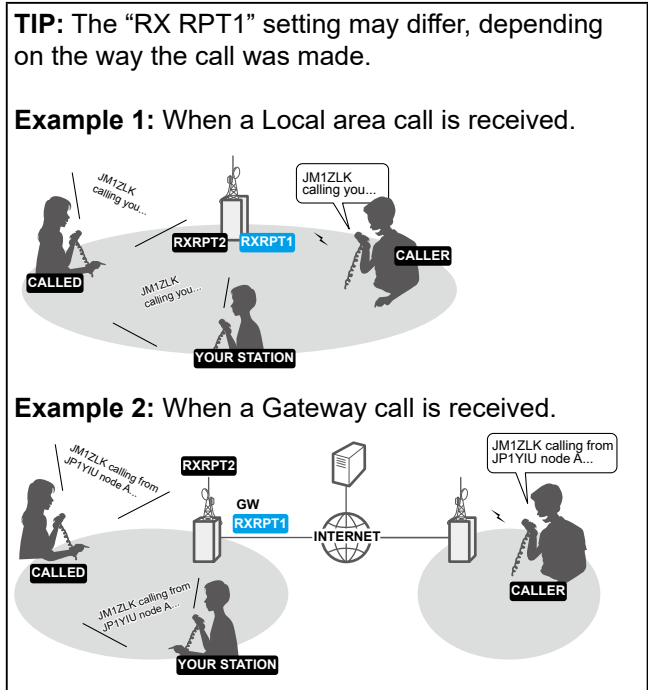 TIP: The “RX RPT1” setting may differ, depending
on the way the call was made.
Example 1: When a Local area call is received.
JM1ZLK
calling you...
JM1ZLK
calling you...
RXRPT2
RXRPT1
CALLER
CALLED
JM1ZLK
calling you...
YOUR STATION
Example 2: When a Gateway call is received.
JM1ZLK calling from
JP1YIU node A...
RXRPT2
JM1ZLK calling from
JP1YIU node A...
GW
RXRPT1
INTERNET
CALLED
CALLER
JM1ZLK calling from
JP1YIU node A...
YOUR STATION